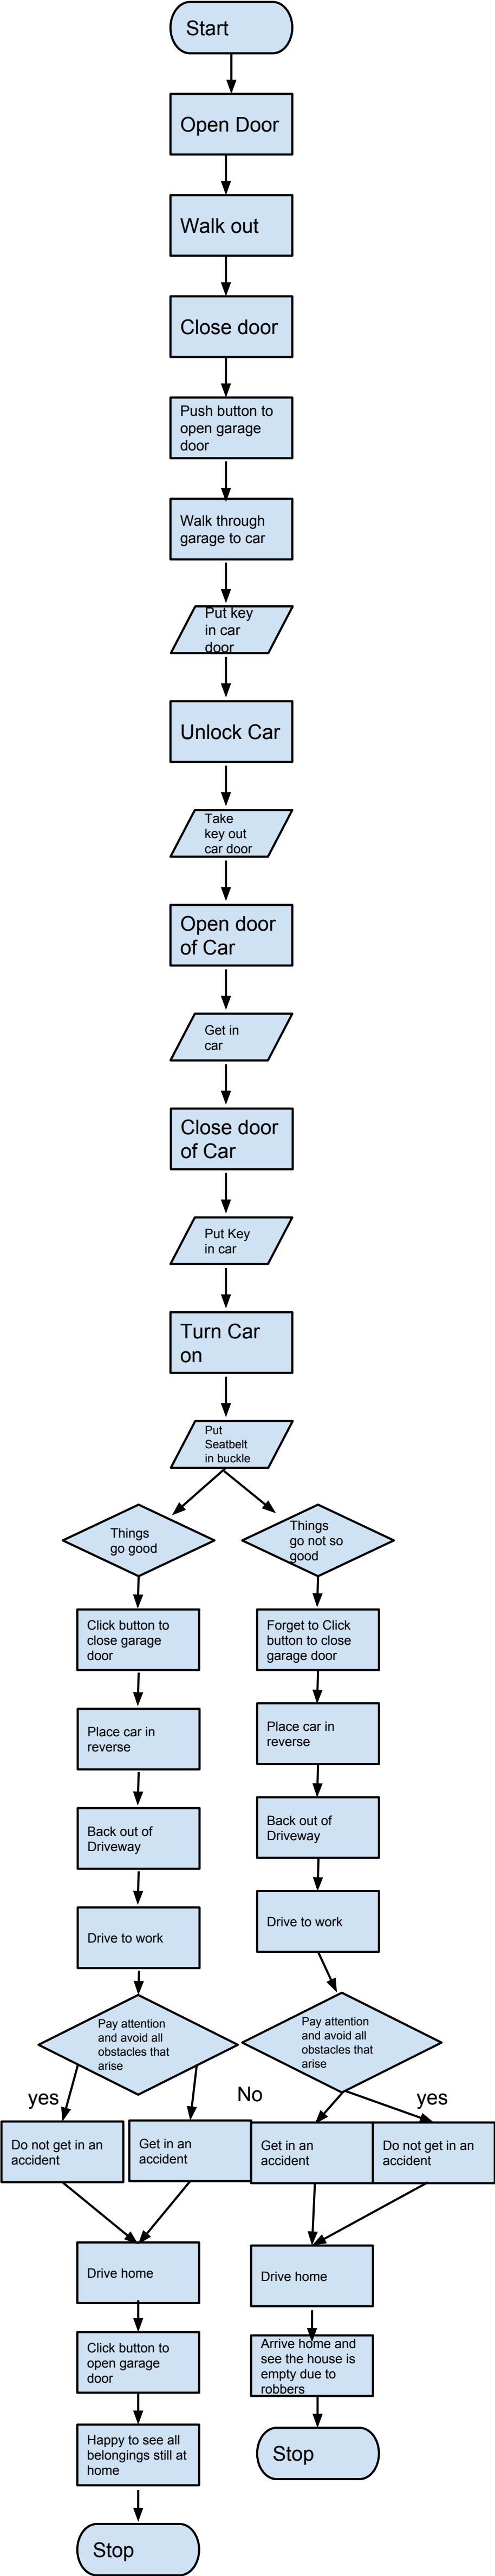 Start
Open Door
Walk out
Close door
Push button to
open garage
door
Walk through
garage to car
Put key
in car
door
Unlock Car
Take
key out
car door
Open door
of Car
Get in
car
Close door
of Car
Put Key
in car
Turn Car
on
Put
Seatbelt
in buckle
Things
go good
Things
go not so
good
Click button to
close garage
door
Forget to Click
button to close
garage door
Place car in
reverse
Place car in
reverse
Back out of
Driveway
Back out of
Driveway
Drive to work
Drive to work
Pay attention
and avoid all
obstacles that
arise
Pay attention
and avoid all
obstacles that
arise
yes
No
yes
Do not get in an
accident
Get in an
accident
Get in an
accident
Do not get in an
accident
Drive home
Drive home
Click button to
open garage
door
Arrive home and
see the house is
empty due to
robbers
Happy to see all
belongings still at
home
Stop
Stop